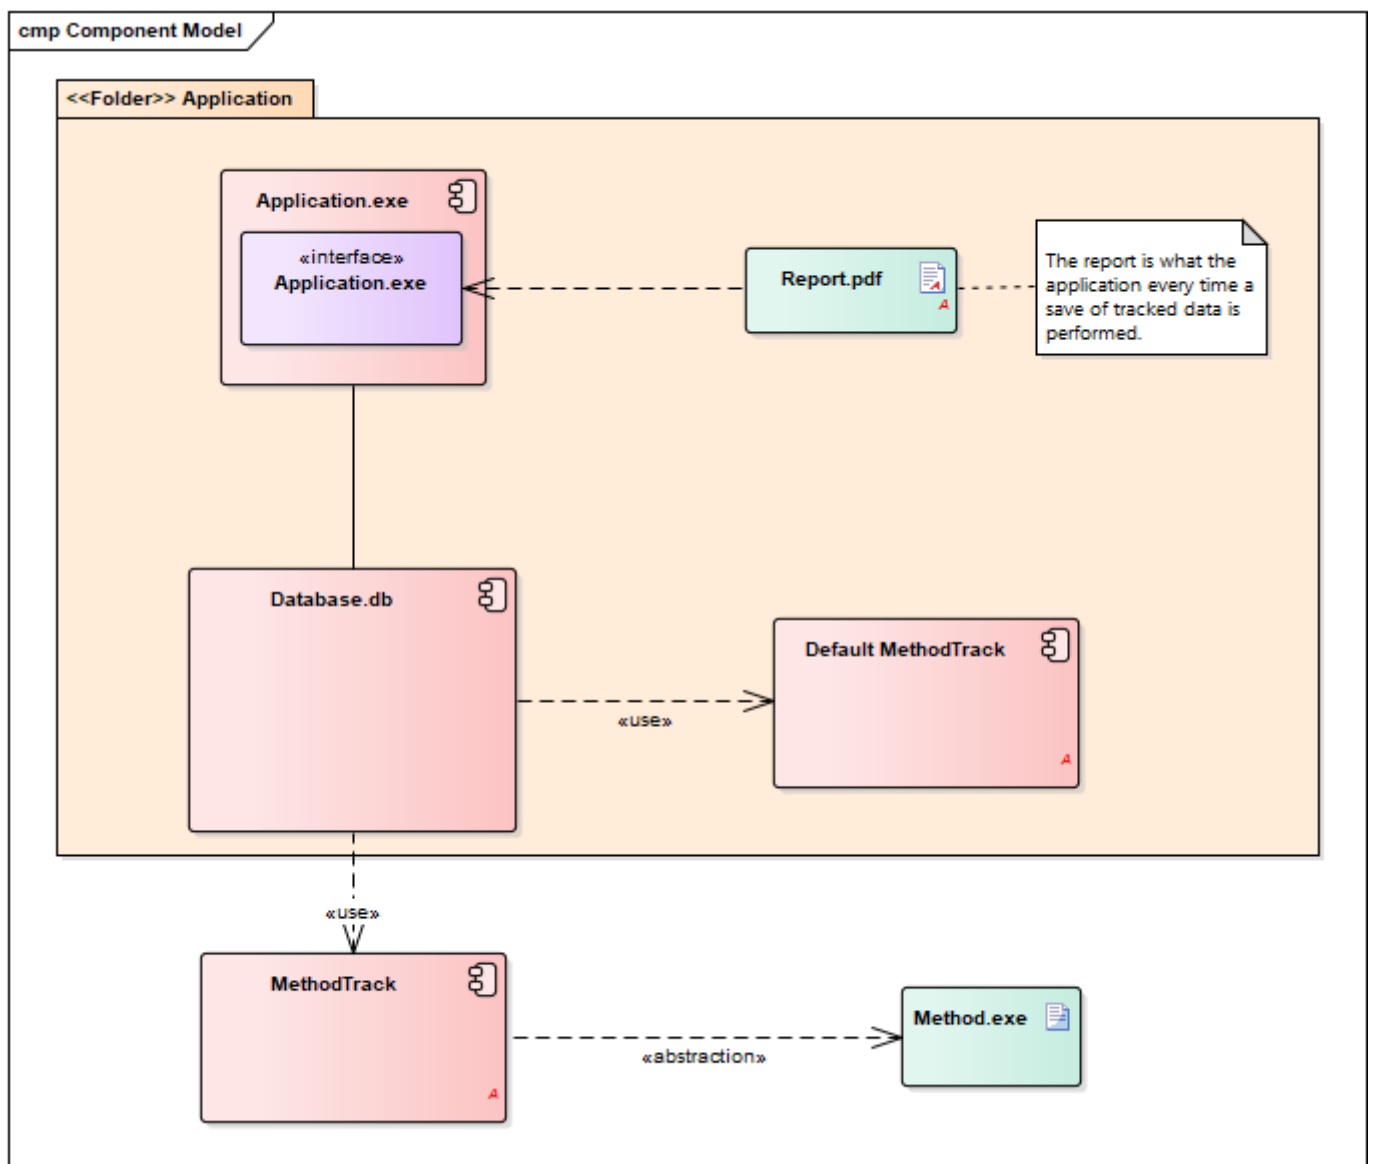 cmp Component Model
<<Folder>> Application
Application.exe
«interface»
Application.exe
Report.pdf
A
The report is what the
application every time a
save of tracked data is
performed.
Database.db
Default MethodTrack
«use»
A
«use»
MethodTrack
Method.exe
«abstraction»
A